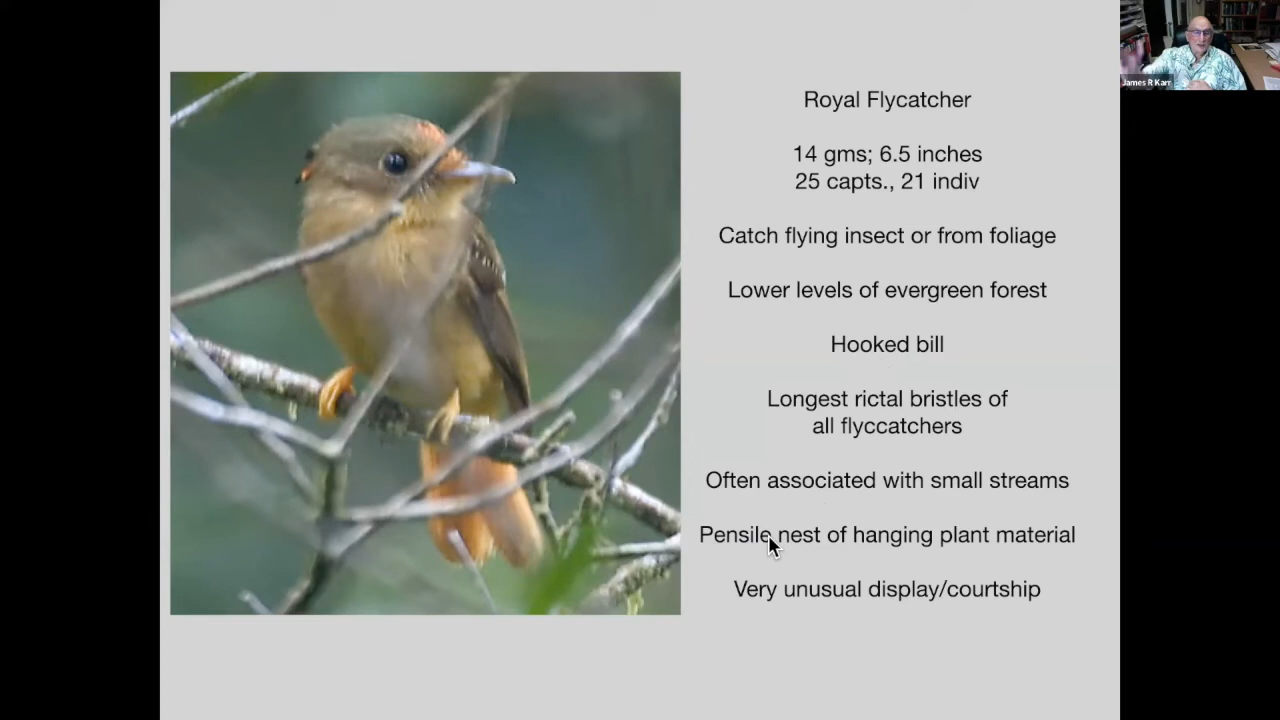 Royal Flycatcher
14 gms; 6.5 inches
25 capts., 21 indiv
Catch flying insect or from foliage
Lower levels of evergreen forest
Hooked bill
Longest rictal bristles of
all flyccatchers
Often associated with small streams
Pensile nest of hanging plant material
Very unusual display/courtship
James R Karr